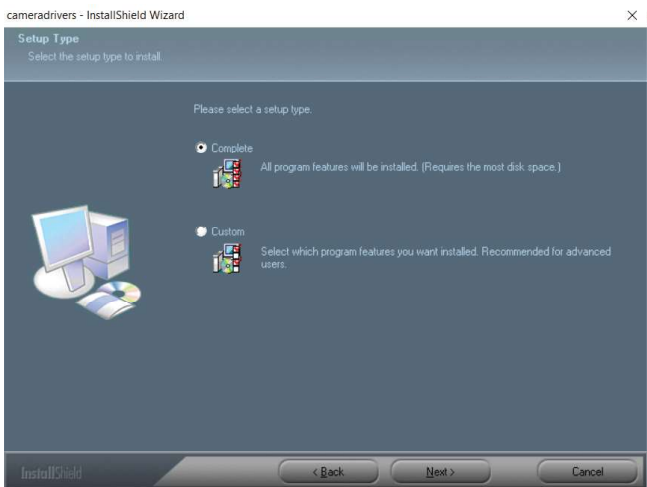 cameradrivers - InstallShield Wizard
Setup Type
Select the setup type to install.
Please select a setup type.
Complete
All program features will be installed. (Requires the most disk space.)
Custom
Select which program features you want installed. Recommended for advanced
users.
InstallShield
< Back
Next >
Cancel